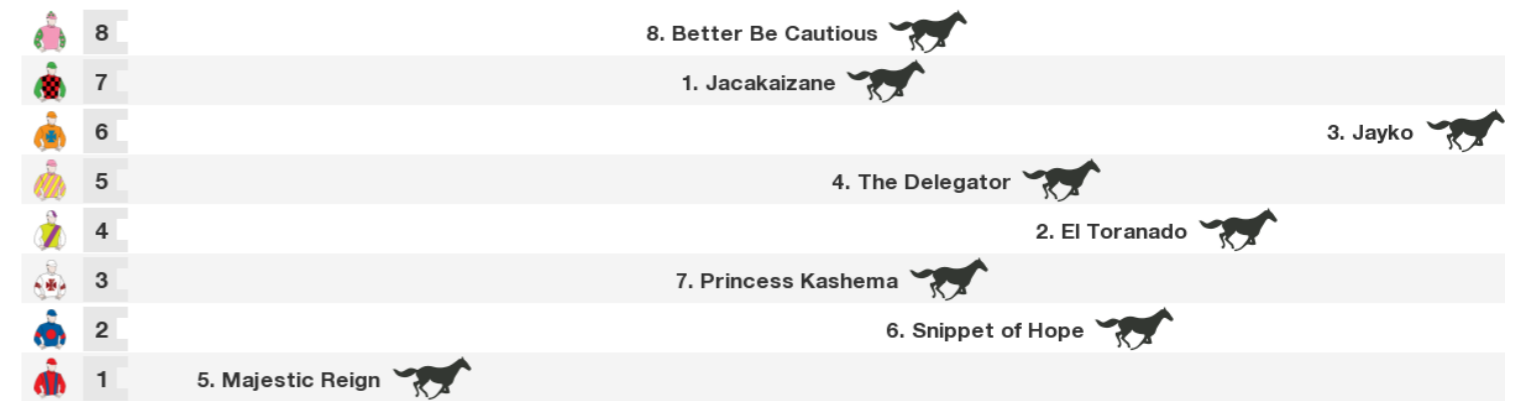 8 8. Better Be Cautious
7 1. Jacakaizane
6 3. Jayko
5 4. The Delegator
4 2. El Toranado
3 7. Princess Kashema
2 6. Snippet of Hope
1 5. Majestic Reign